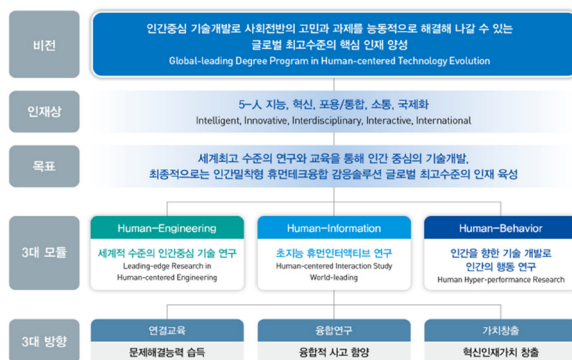 비전
인간중심 기술개발로 사회전반의 고민과 과제를 능동적으로 해결해 나갈 수 있는
글로벌 최고수준의 핵심 인재 양성
Global-leading Degree Program in Human-centered Technology Evolution
인재상
5-人 지능, 혁신, 포용/통합, 소통, 국제화
Intelligent, Innovative, Interdisciplinary, Interactive, International
목표
세계최고 수준의 연구와 교육을 통해 인간 중심의 기술개발,
최종적으로는 인간밀착형 휴먼테크융합 감응솔루션 글로벌 최고수준의 인재 육성
3대 모듈
Human-Engineering
세계적 수준의 인간중심 기술 연구
Leading-edge Research in
Human-centered Engineering
Human-Information
초지능 휴먼인터액티브 연구
Human-centered Interaction Study
World-leading
Human-Behavior
인간을 향한 기술 개발로
인간의 행동 연구
Human Hyper-performance Research
3대 방향
연결교육
문제해결능력 습득
융합연구
융합적 사고 함양
가치창출
혁신인재가치 창출